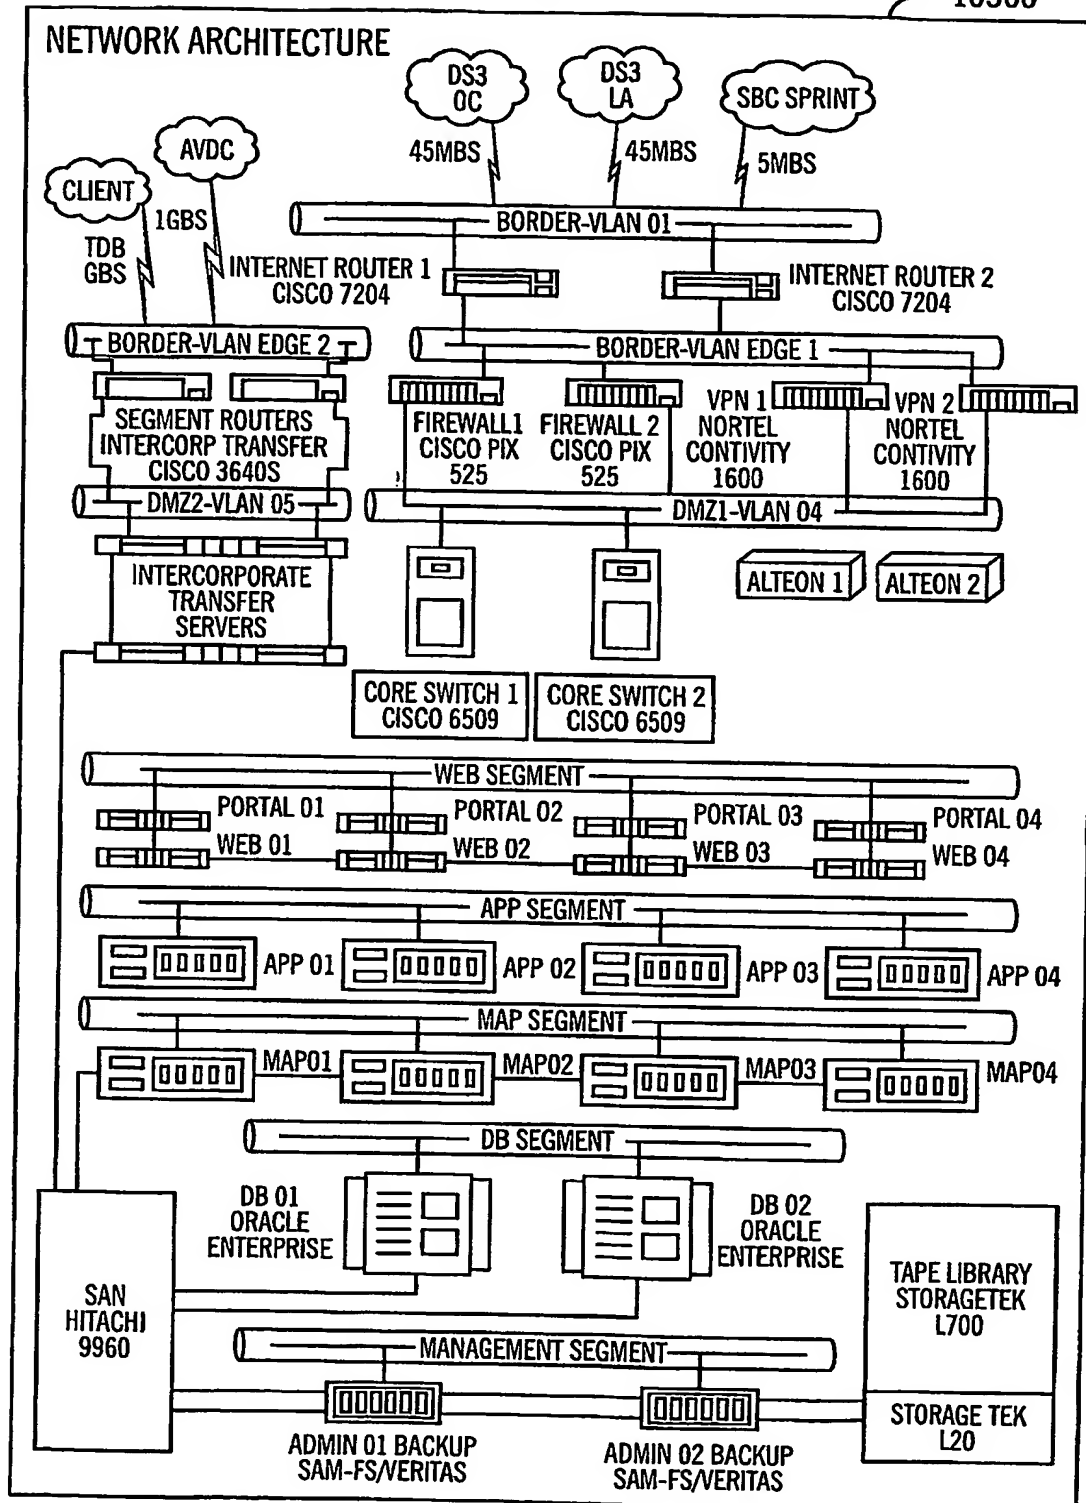 NETWORK ARCHITECTURE
DS3
OC
DS3
LA
SBC SPRINT
AVDC
CLIENT
45MBS
45MBS
5MBS
1GBS
TDB
GBS
BORDER-VLAN 01
INTERNET ROUTER 1
CISCO 7204
INTERNET ROUTER 2
CISCO 7204
BORDER-VLAN EDGE 2
BORDER-VLAN EDGE 1
SEGMENT ROUTERS
INTERCORP TRANSFER
CISCO 3640S
FIREWALL1
CISCO PIX
525
FIREWALL 2
CISCO PIX
525
VPN 1
NORTEL
CONTIVITY
1600
VPN 2
NORTEL
CONTIVITY
1600
DMZ2-VLAN 05
DMZ1-VLAN 04
INTERCORPORATE
TRANSFER
SERVERS
ALTEON 1
ALTEON 2
CORE SWITCH 1
CISCO 6509
CORE SWITCH 2
CISCO 6509
WEB SEGMENT
PORTAL 01
PORTAL 02
PORTAL 03
PORTAL 04
WEB 01
WEB 02
WEB 03
WEB 04
APP SEGMENT
APP 01
APP 02
APP 03
APP 04
MAP SEGMENT
MAP01
MAP02
MAP03
MAP04
DB SEGMENT
DB 01
ORACLE
ENTERPRISE
DB 02
ORACLE
ENTERPRISE
SAN
HITACHI
9960
TAPE LIBRARY
STORAGETEK
L700
MANAGEMENT SEGMENT
STORAGE TEK
L20
ADMIN 01 BACKUP
SAM-FS/VERITAS
ADMIN 02 BACKUP
SAM-FS/VERITAS